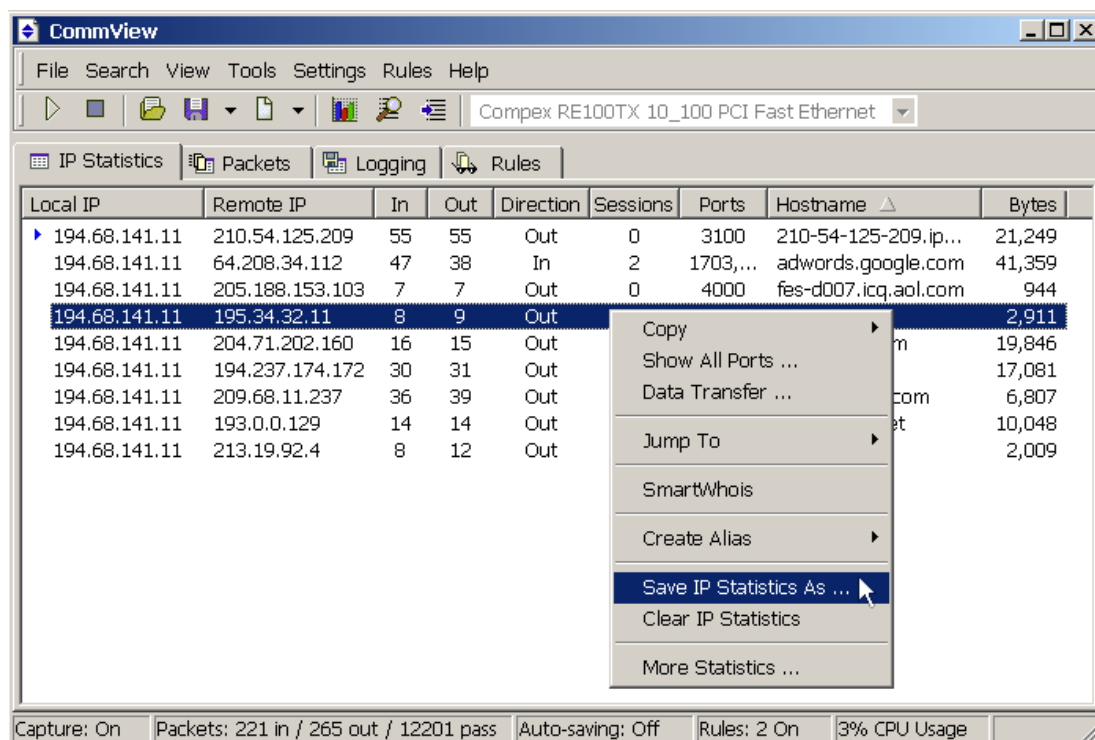 CommView
File Search View Tools Settings Rules Help
Compex RE100TX 10_100 PCI Fast Ethernet
IP Statistics Packets Logging Rules
Local IP Remote IP In Out Direction Sessions Ports Hostname Bytes
194.68.141.11 210.54.125.209 55 55 Out 0 3100 210-54-125-209.ip... 21,249
194.68.141.11 64.208.34.112 47 38 In 2 1703,... adwords.google.com 41,359
194.68.141.11 205.188.153.103 7 7 Out 0 4000 fes-d007.icq.aol.com 944
194.68.141.11 195.34.32.11 8 9 Out 2,911
194.68.141.11 204.71.202.160 16 15 Out 19,846
194.68.141.11 194.237.174.172 30 31 Out 17,081
194.68.141.11 209.68.11.237 36 39 Out com 6,807
194.68.141.11 193.0.0.129 14 14 Out et 10,048
194.68.141.11 213.19.92.4 8 12 Out 2,009
Copy
Show All Ports ...
Data Transfer ...
Jump To
SmartWhois
Create Alias
Save IP Statistics As ...
Clear IP Statistics
More Statistics ...
Capture: On Packets: 221 in / 265 out / 12201 pass Auto-saving: Off Rules: 2 On 3% CPU Usage